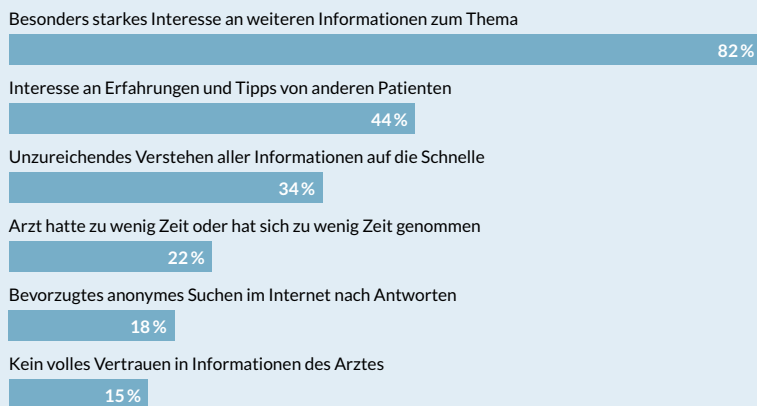 Besonders starkes Interesse an weiteren Informationen zum Thema
82 %
Interesse an Erfahrungen und Tipps von anderen Patienten
44 %
Unzureichendes Verstehen aller Informationen auf die Schnelle
34 %
Arzt hatte zu wenig Zeit oder hat sich zu wenig Zeit genommen
22 %
Bevorzugtes anonymes Suchen im Internet nach Antworten
18 %
Kein volles Vertrauen in Informationen des Arztes
15 %